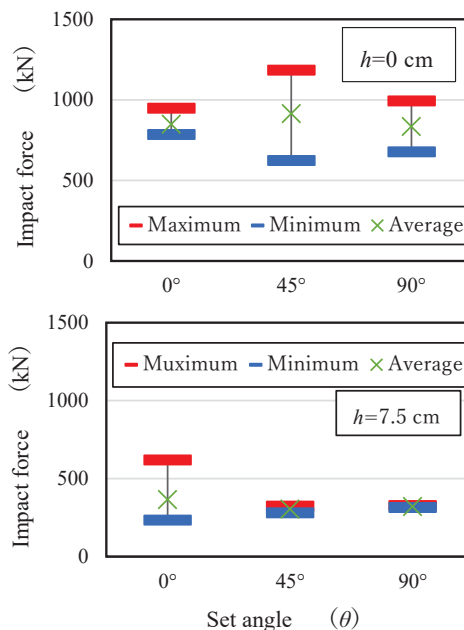 Impact force (kN)
1500
1000
500
0
h=0 cm
Maximum Minimum Average
0° 45° 90°
Impact force (kN)
1500
1000
500
0
Muximum Minimum Average
h=7.5 cm
0° 45° 90°
Set angle (θ)